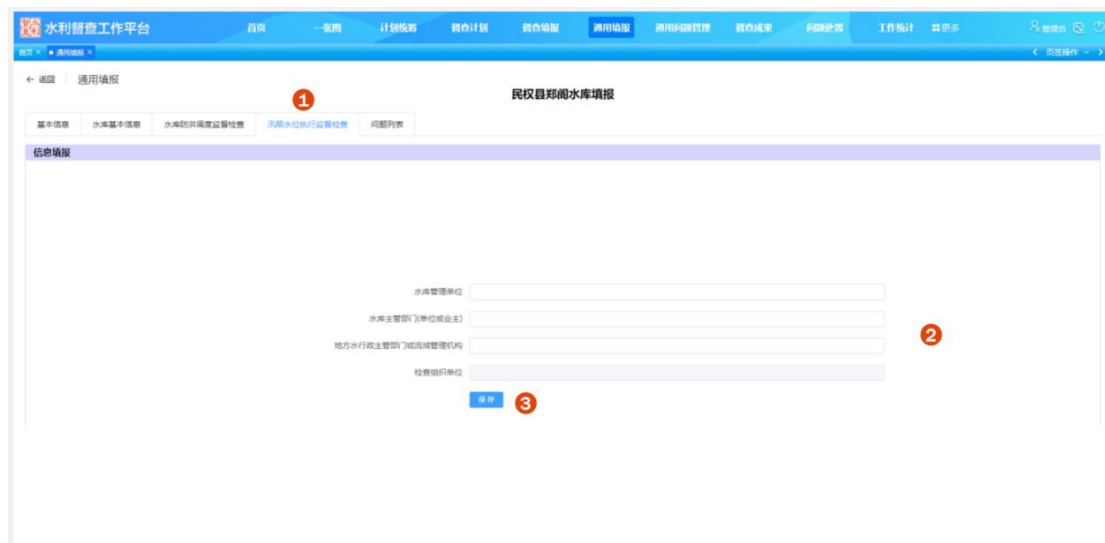 水利督查工作平台 首页 一张图 计划统筹 督查计划 督查填报 通用填报 通用问题管理 督查成果 问题处置 工作统计 更多 管理员
首页 × 通用填报 × 页签操作
← 返回 通用填报
民权县郑阁水库填报
1
基本信息 水库基本信息 水库防洪调度监督检查 汛限水位执行监督检查 问题列表
信息填报
水库管理单位
水库主管部门(单位或业主)
2
地方水行政主管部门或流域管理机构
检查组织单位
保存 3